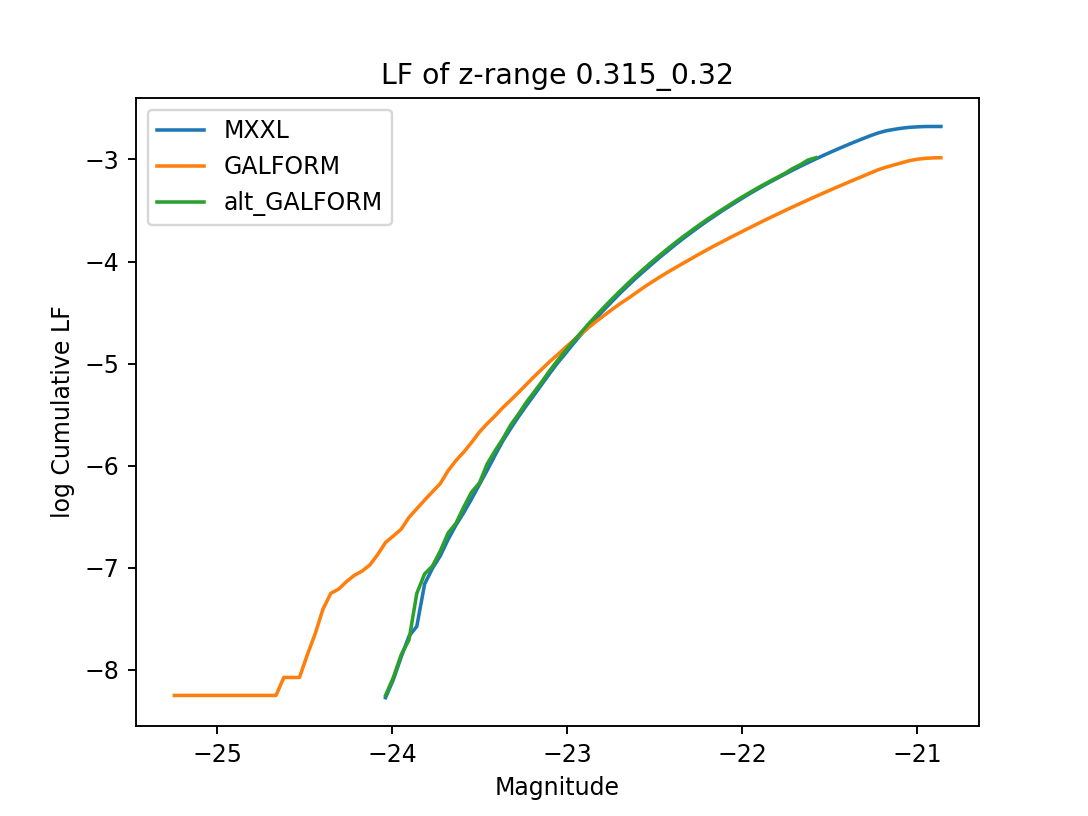 LF of z-range 0.315_0.32
MXXL
GALFORM
alt_GALFORM
−3
−4
−5
−6
−7
−8
log Cumulative LF
−25
−24
−23
−22
−21
Magnitude